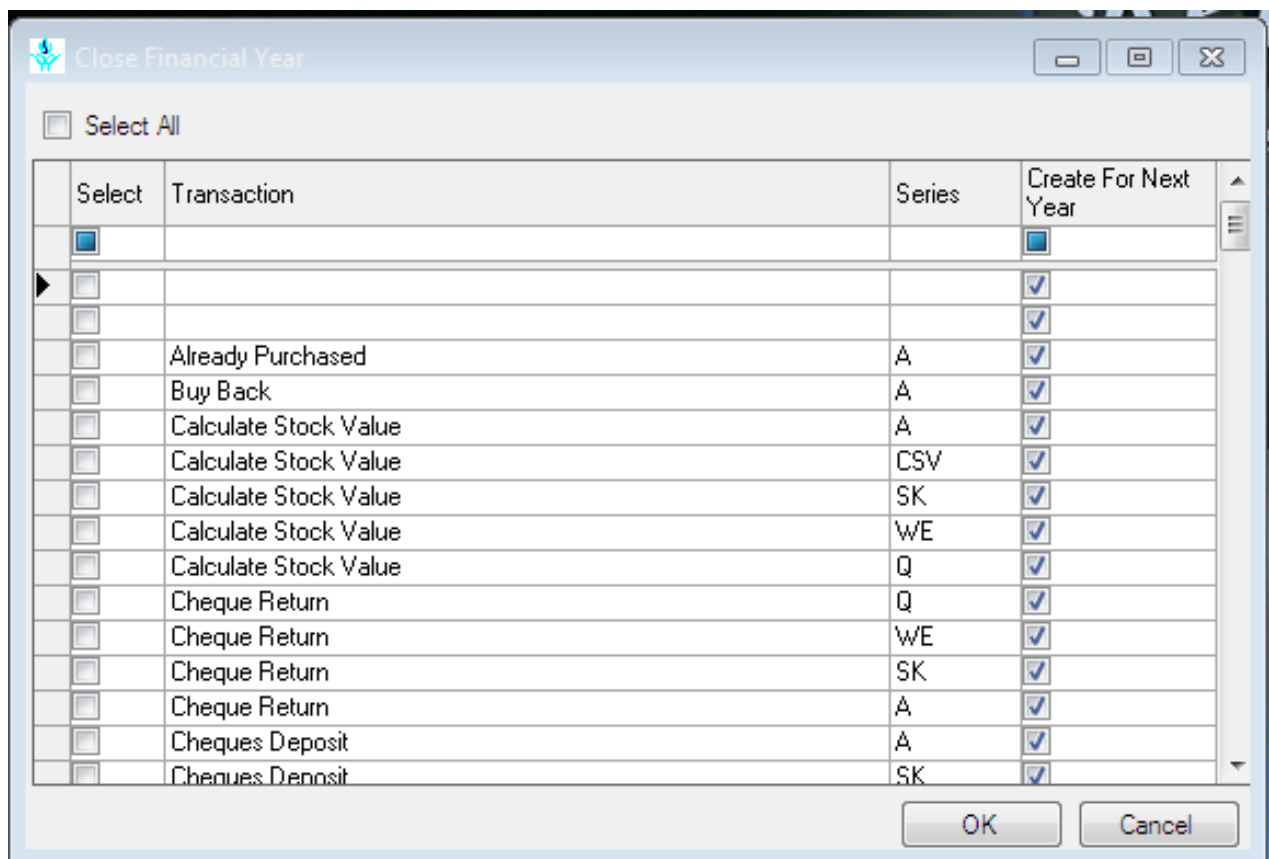 Close Financial Year
Select All
Select Transaction Series Create For Next Year
Already Purchased A
Buy Back A
Calculate Stock Value A
Calculate Stock Value CSV
Calculate Stock Value SK
Calculate Stock Value WE
Calculate Stock Value Q
Cheque Return Q
Cheque Return WE
Cheque Return SK
Cheque Return A
Cheques Deposit A
Cheques Deposit SK
OK Cancel